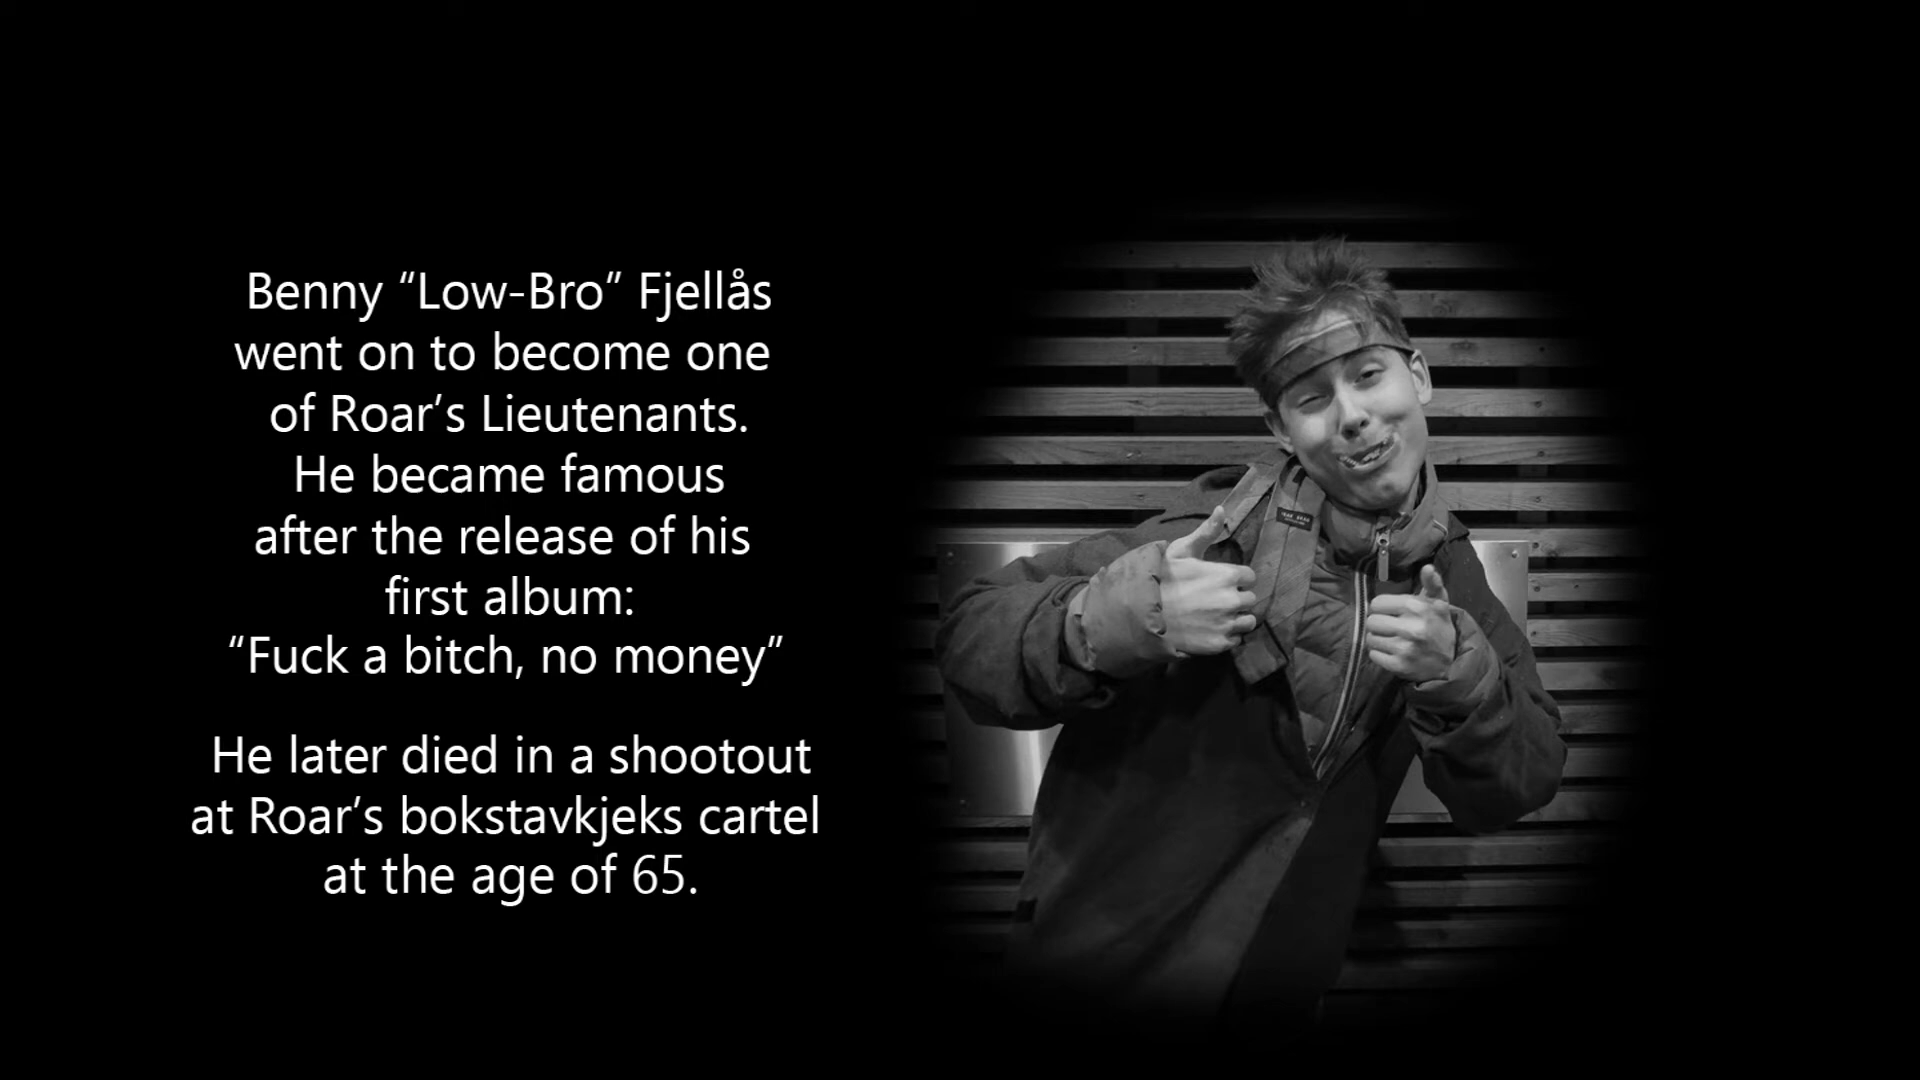 Benny “Low-Bro” Fjellås
went on to become one
of Roar’s Lieutenants.
He became famous
after the release of his
first album:
“Fuck a bitch, no money”
He later died in a shootout
at Roar’s bokstavkjeks cartel
at the age of 65.